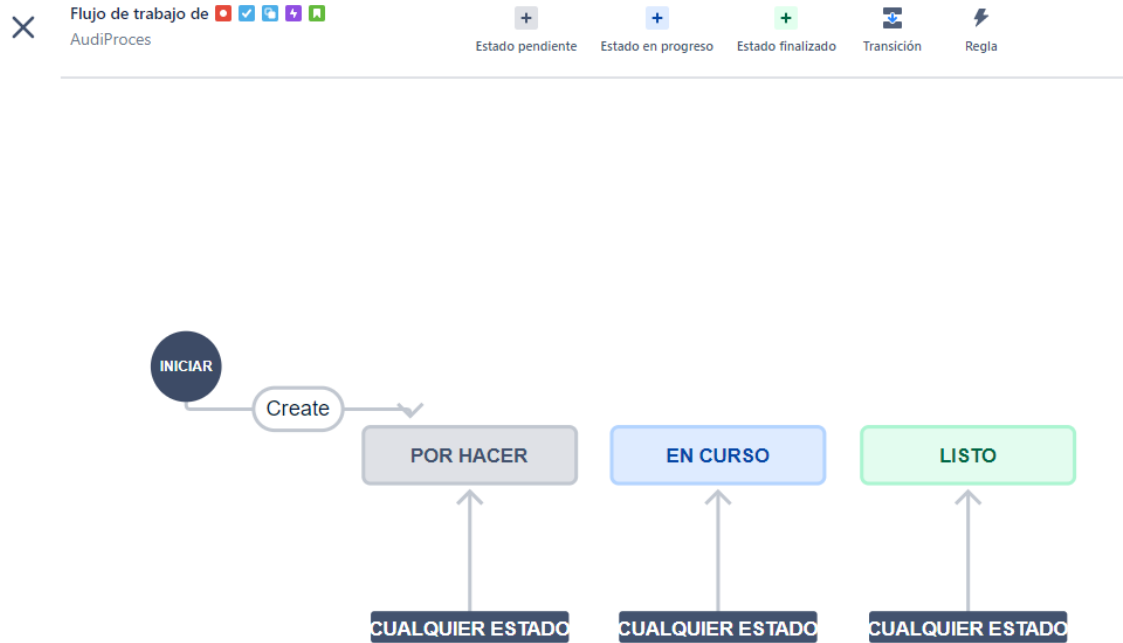 Flujo de trabajo de
AudiProces
Estado pendiente
Estado en progreso
Estado finalizado
Transición
Regla
INICIAR
Create
POR HACER
EN CURSO
LISTO
CUALQUIER ESTADO
CUALQUIER ESTADO
CUALQUIER ESTADO